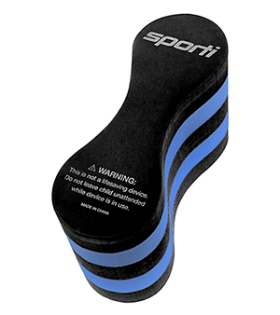 sporti
⚠ WARNING:
This is not a lifesaving device.
Do not leave child unattended
while device is in use.
MADE IN CHINA